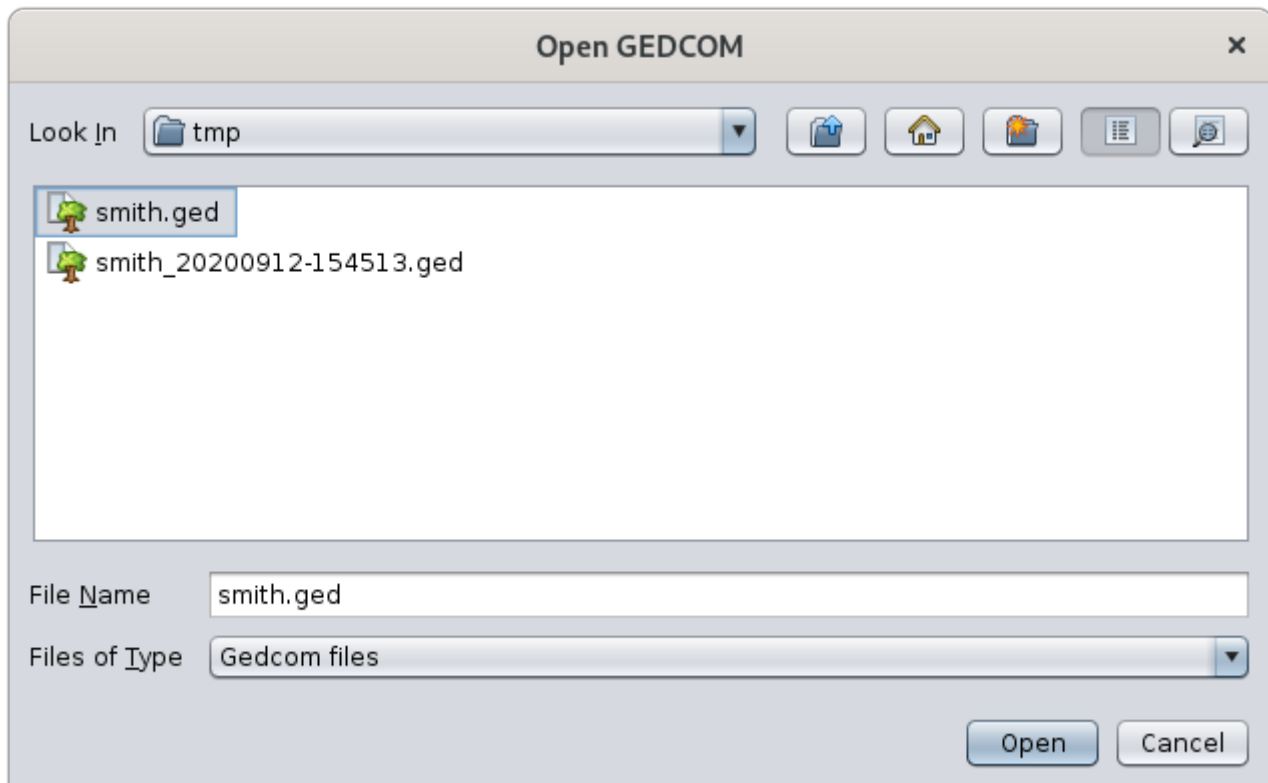 Open GEDCOM
Look In tmp
smith.ged
smith_20200912-154513.ged
File Name smith.ged
Files of Type Gedcom files
Open Cancel